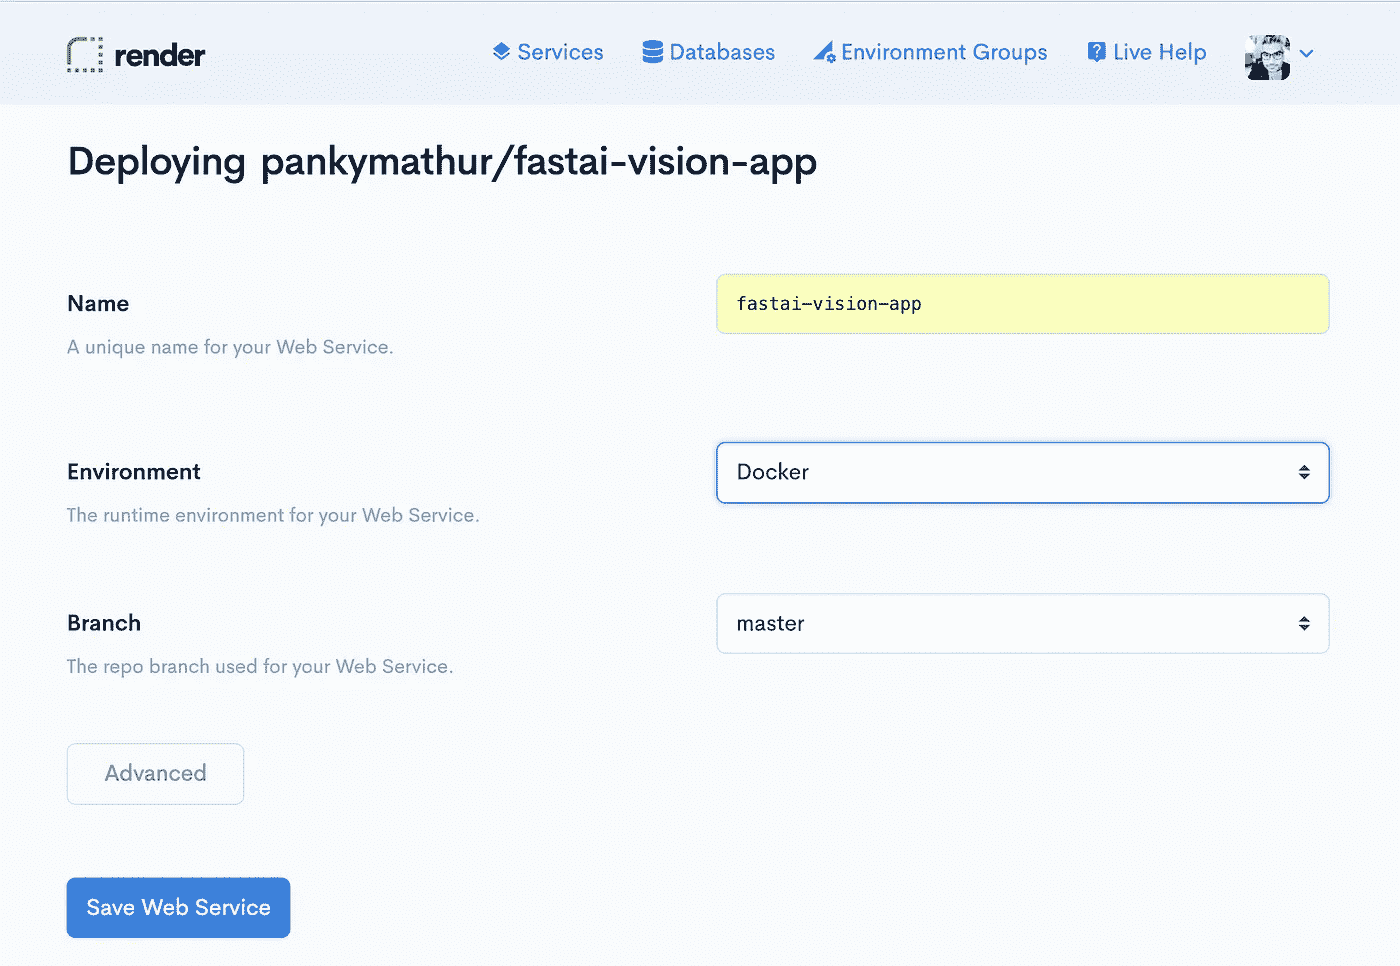 render
Services
Databases
Environment Groups
Live Help
Deploying pankymathur/fastai-vision-app
Name
fastai-vision-app
A unique name for your Web Service.
Environment
Docker
The runtime environment for your Web Service.
Branch
master
The repo branch used for your Web Service.
Advanced
Save Web Service